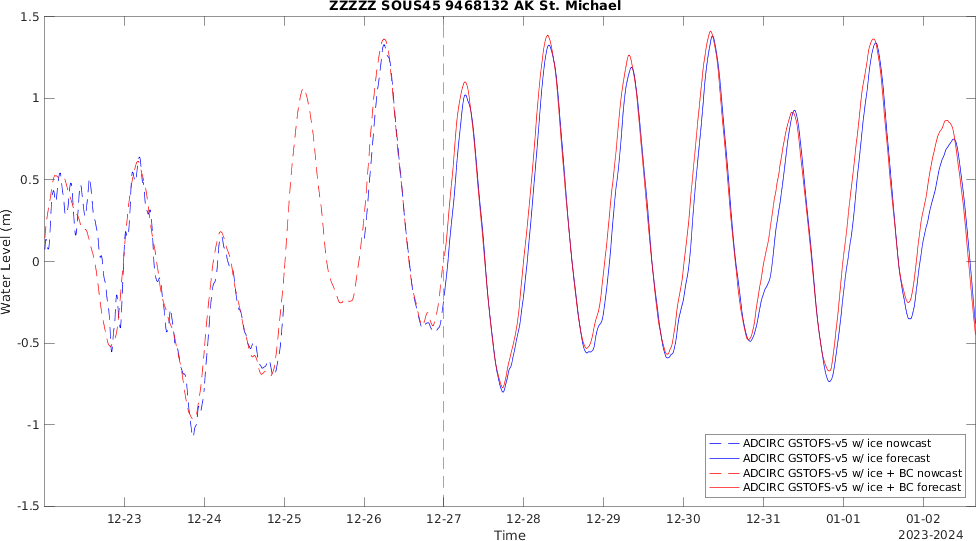 ZZZZZ SOUS45 9468132 AK St. Michael
1.5
1
0.5
0
-0.5
-1
-1.5
Water Level (m)
12-23
12-24
12-25
12-26
12-27
12-28
12-29
12-30
12-31
01-01
01-02
Time
2023-2024
ADCIRC GSTOFS-v5 w/ ice nowcast
ADCIRC GSTOFS-v5 w/ ice forecast
ADCIRC GSTOFS-v5 w/ ice + BC nowcast
ADCIRC GSTOFS-v5 w/ ice + BC forecast